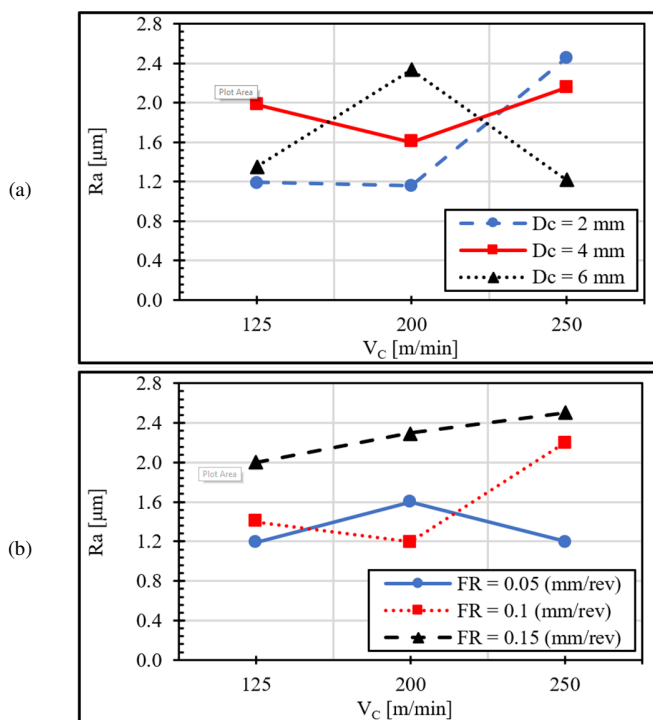 (a)
Ra [μm]
2.8
2.4
2.0
1.6
1.2
0.8
0.4
0.0
Plot Area
Dc = 2 mm
Dc = 4 mm
Dc = 6 mm
125 200 250
V_C [m/min]
(b)
Ra [μm]
2.8
2.4
2.0
1.6
1.2
0.8
0.4
0.0
Plot Area
FR = 0.05 (mm/rev)
FR = 0.1 (mm/rev)
FR = 0.15 (mm/rev)
125 200 250
V_C [m/min]